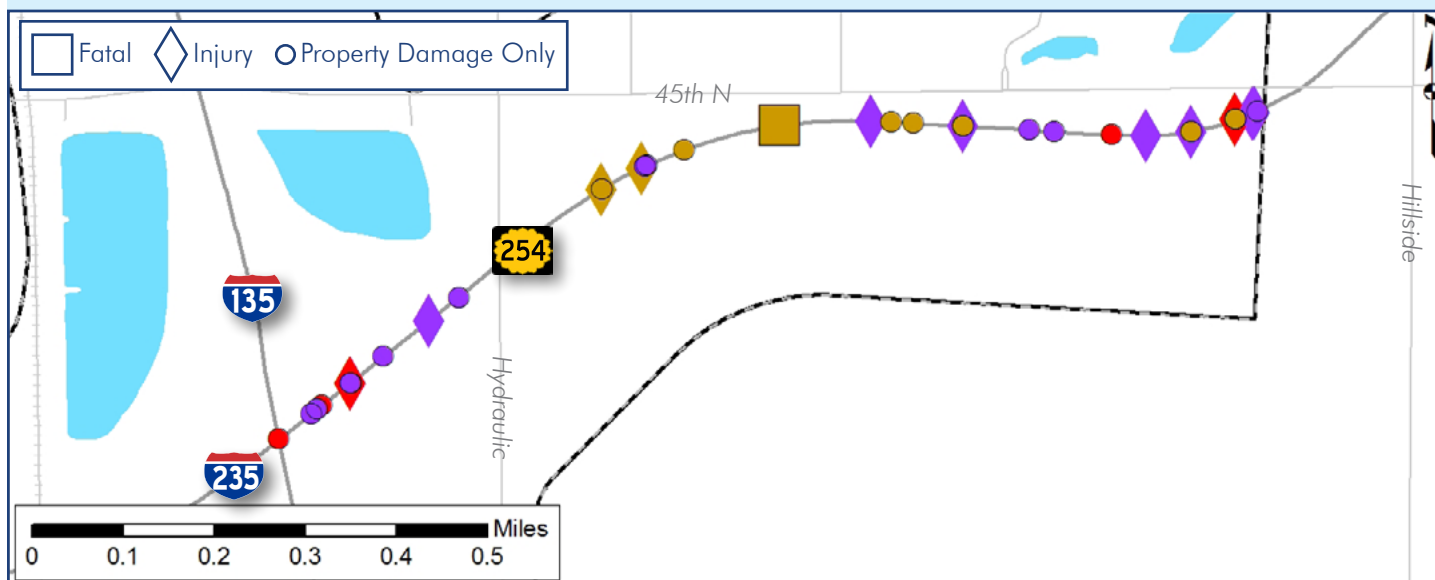 Fatal Injury Property Damage Only
45th N
254
135
Hydraulic
Hillside
235
Miles
0 0.1 0.2 0.3 0.4 0.5